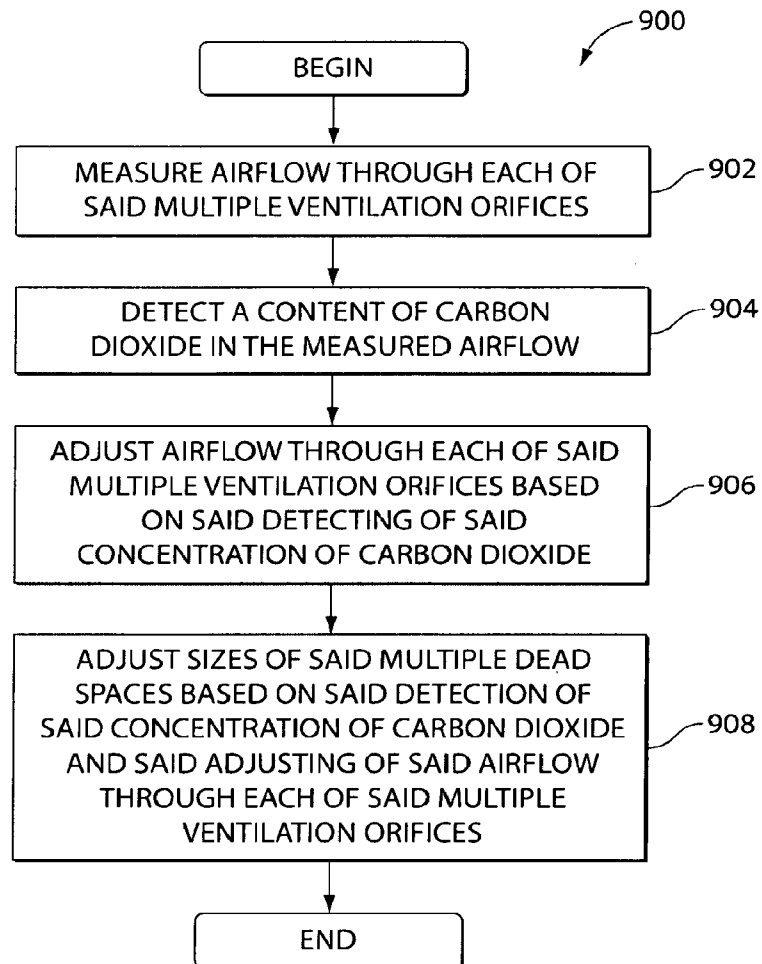 900
BEGIN
MEASURE AIRFLOW THROUGH EACH OF
SAID MULTIPLE VENTILATION ORIFICES
902
DETECT A CONTENT OF CARBON
DIOXIDE IN THE MEASURED AIRFLOW
904
ADJUST AIRFLOW THROUGH EACH OF SAID
MULTIPLE VENTILATION ORIFICES BASED
ON SAID DETECTING OF SAID
CONCENTRATION OF CARBON DIOXIDE
906
ADJUST SIZES OF SAID MULTIPLE DEAD
SPACES BASED ON SAID DETECTION OF
SAID CONCENTRATION OF CARBON DIOXIDE
AND SAID ADJUSTING OF SAID AIRFLOW
THROUGH EACH OF SAID MULTIPLE
VENTILATION ORIFICES
908
END